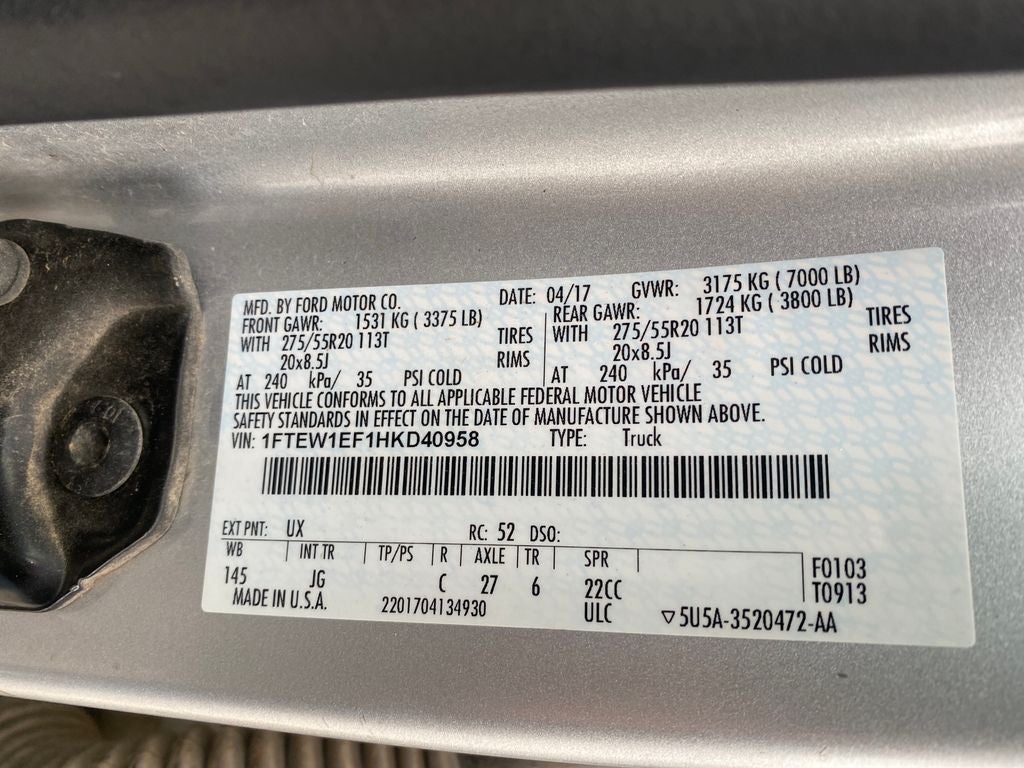 MFD. BY FORD MOTOR CO. DATE: 04/17 GVWR: 3175 KG ( 7000 LB)
FRONT GAWR: 1531 KG ( 3375 LB) REAR GAWR: 1724 KG ( 3800 LB)
WITH 275/55R20 113T TIRES WITH 275/55R20 113T TIRES
20x8.5J RIMS 20x8.5J RIMS
AT 240 kPa/ 35 PSI COLD AT 240 kPa/ 35 PSI COLD
THIS VEHICLE CONFORMS TO ALL APPLICABLE FEDERAL MOTOR VEHICLE
SAFETY STANDARDS IN EFFECT ON THE DATE OF MANUFACTURE SHOWN ABOVE.
VIN: 1FTEW1EF1HKD40958 TYPE: Truck
EXT PNT: UX RC: 52 DSO:
WB INT TR TP/PS R AXLE TR SPR F0103
145 JG C 27 6 22CC T0913
MADE IN U.S.A. 2201704134930 ULC ▽5U5A-3520472-AA